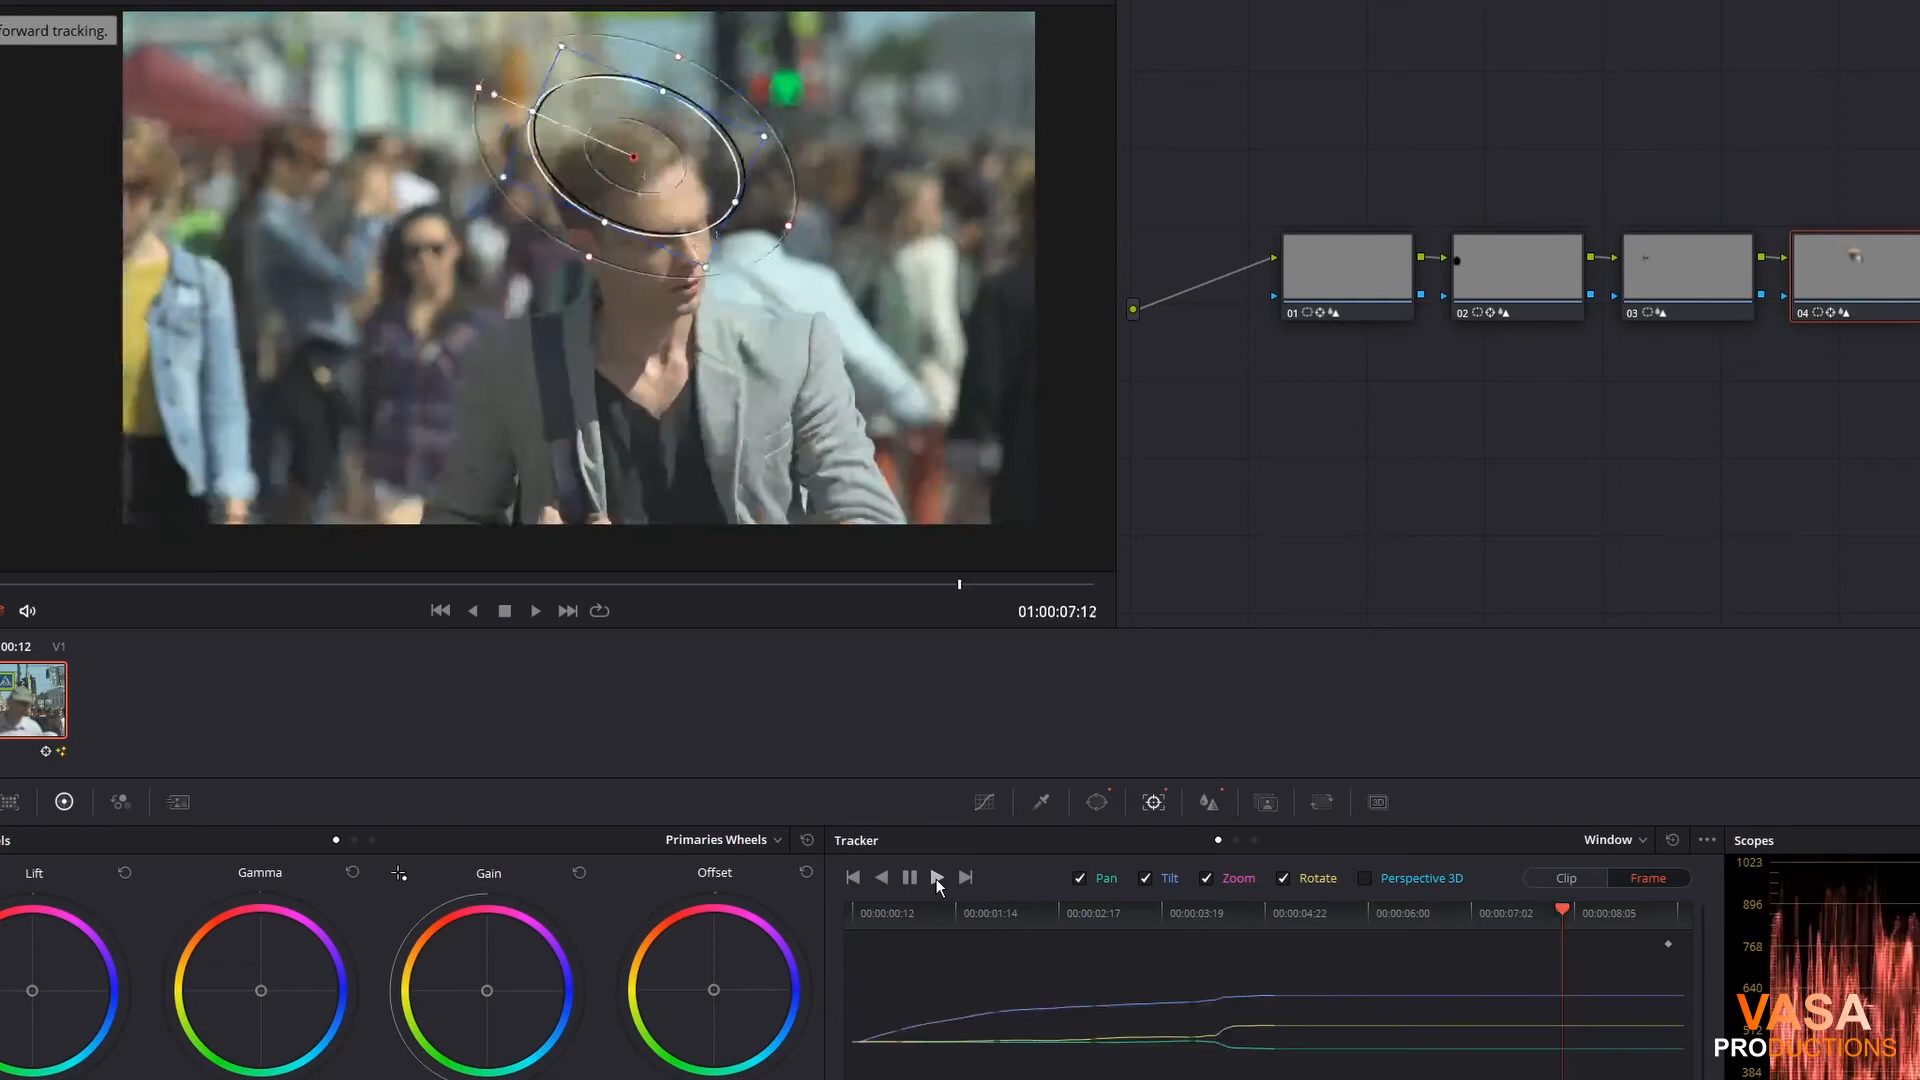 forward tracking.
01
02
03
04
01:00:07:12
00:12 V1
ls
Primaries Wheels
Tracker
Window
Scopes
Lift
Gamma
Gain
Offset
Pan
Tilt
Zoom
Rotate
Perspective 3D
Clip
Frame
3D
00:00:00:12
00:00:01:14
00:00:02:17
00:00:03:19
00:00:04:22
00:00:06:00
00:00:07:02
00:00:08:05
1023
896
768
640
512
384
VASA
PRODUCTIONS